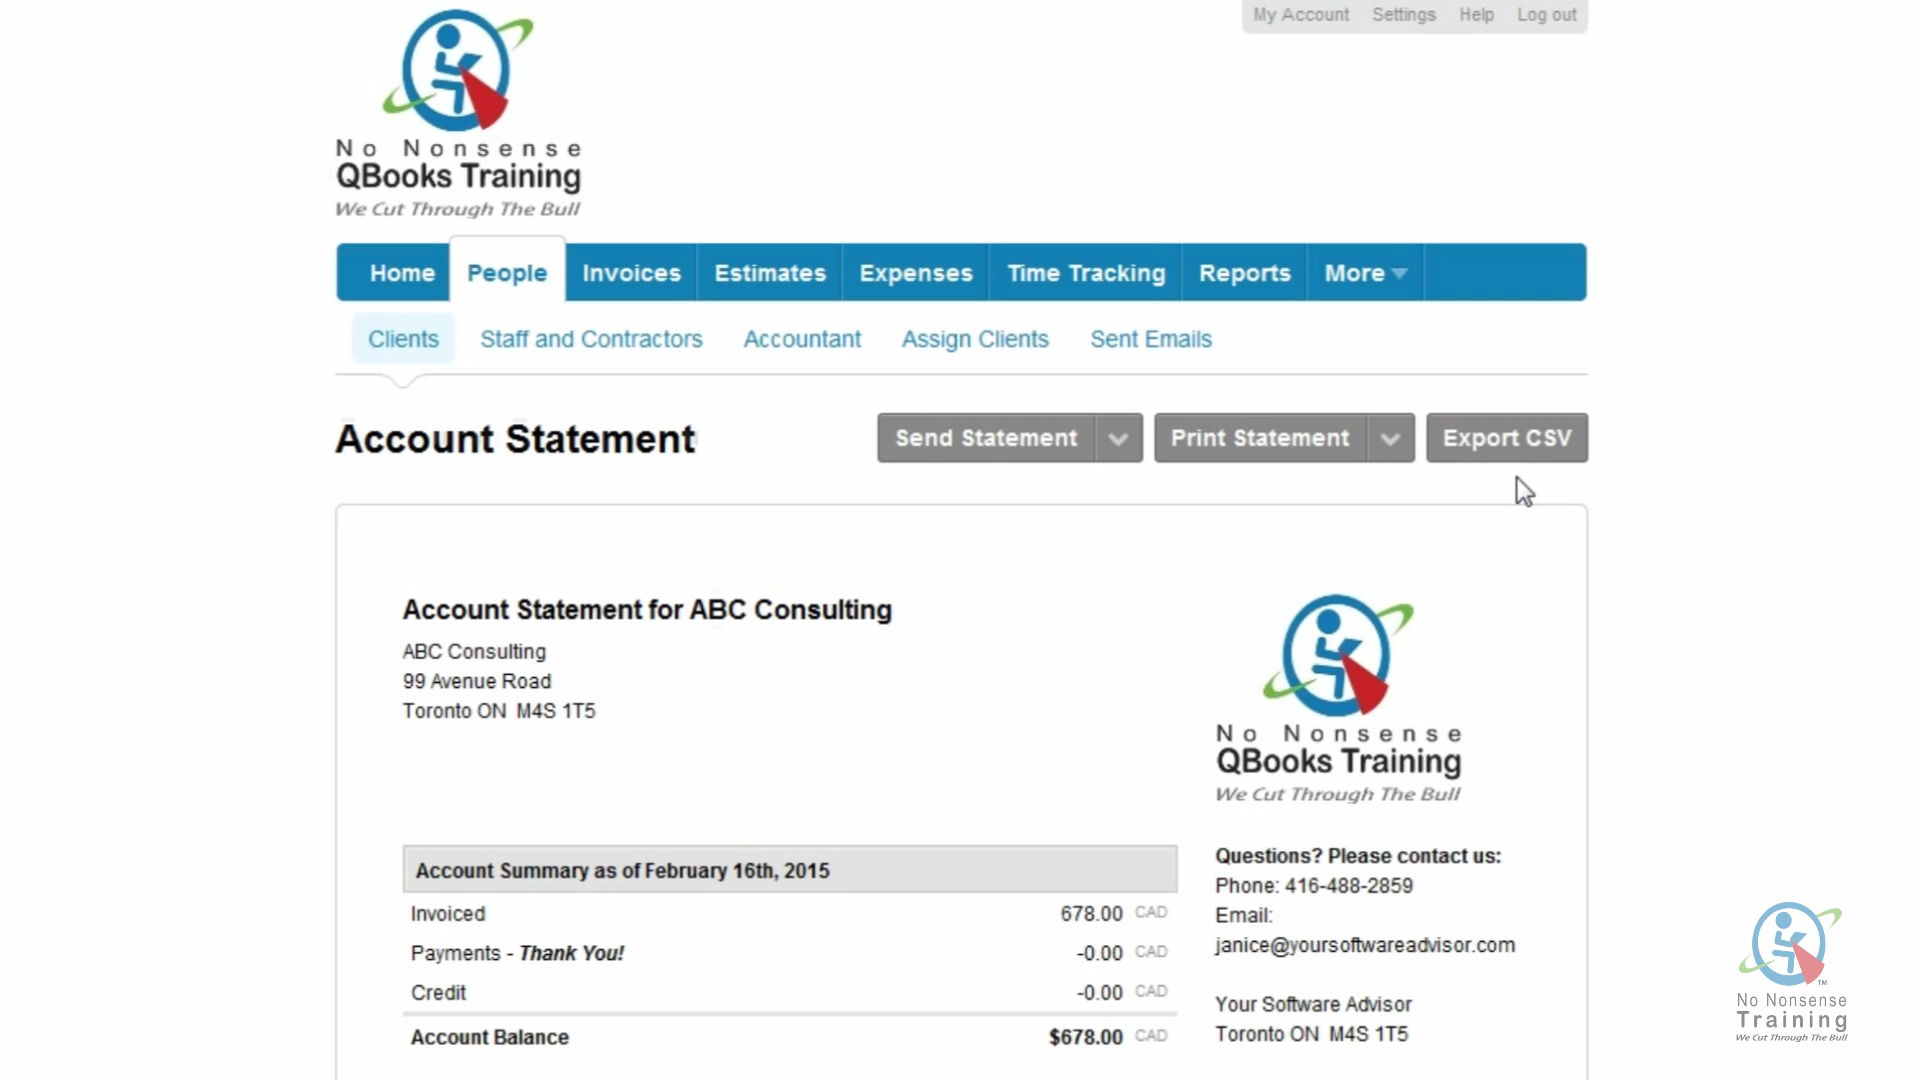 My Account Settings Help Log out
No Nonsense
QBooks Training
We Cut Through The Bull
Home People Invoices Estimates Expenses Time Tracking Reports More
Clients Staff and Contractors Accountant Assign Clients Sent Emails
Account Statement
Send Statement Print Statement Export CSV
Account Statement for ABC Consulting
ABC Consulting
99 Avenue Road
Toronto ON M4S 1T5
No Nonsense
QBooks Training
We Cut Through The Bull
Account Summary as of February 16th, 2015
Invoiced 678.00 CAD
Payments - Thank You! -0.00 CAD
Credit -0.00 CAD
Account Balance $678.00 CAD
Questions? Please contact us:
Phone: 416-488-2859
Email:
janice@yoursoftwareadvisor.com
Your Software Advisor
Toronto ON M4S 1T5
TM
No Nonsense
Training
We Cut Through The Bull